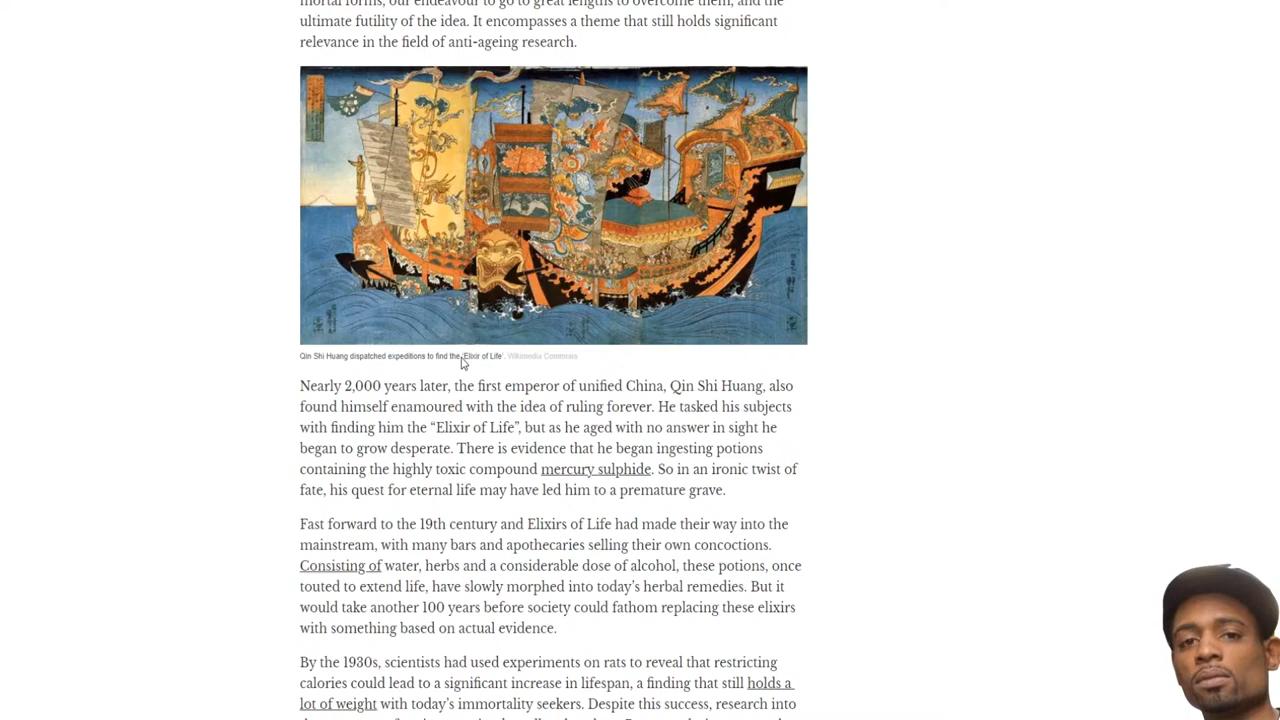 mortal forms, our endeavour to go to great lengths to overcome them, and the
ultimate futility of the idea. It encompasses a theme that still holds significant
relevance in the field of anti-ageing research.
Qin Shi Huang dispatched expeditions to find the ‘Elixir of Life’. Wikimedia Commons
Nearly 2,000 years later, the first emperor of unified China, Qin Shi Huang, also
found himself enamoured with the idea of ruling forever. He tasked his subjects
with finding him the “Elixir of Life”, but as he aged with no answer in sight he
began to grow desperate. There is evidence that he began ingesting potions
containing the highly toxic compound mercury sulphide. So in an ironic twist of
fate, his quest for eternal life may have led him to a premature grave.
Fast forward to the 19th century and Elixirs of Life had made their way into the
mainstream, with many bars and apothecaries selling their own concoctions.
Consisting of water, herbs and a considerable dose of alcohol, these potions, once
touted to extend life, have slowly morphed into today’s herbal remedies. But it
would take another 100 years before society could fathom replacing these elixirs
with something based on actual evidence.
By the 1930s, scientists had used experiments on rats to reveal that restricting
calories could lead to a significant increase in lifespan, a finding that still holds a
lot of weight with today’s immortality seekers. Despite this success, research into